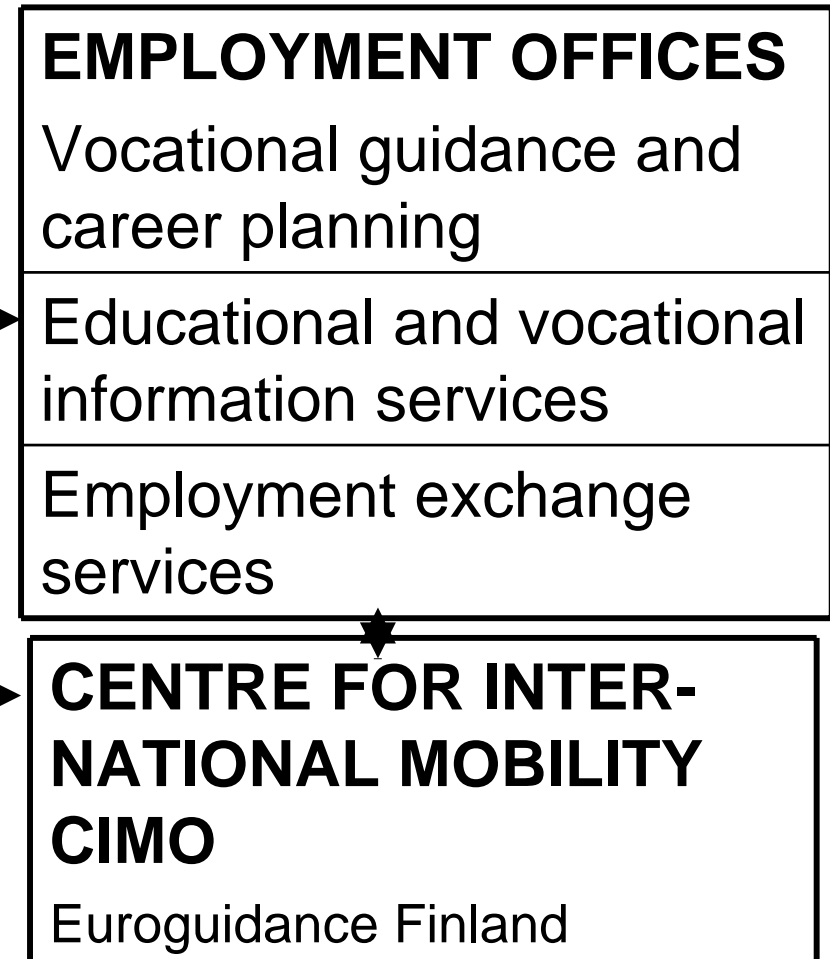 EMPLOYMENT OFFICES
Vocational guidance and
career planning
Educational and vocational
information services
Employment exchange
services
CENTRE FOR INTER-
NATIONAL MOBILITY
CIMO
Euroguidance Finland